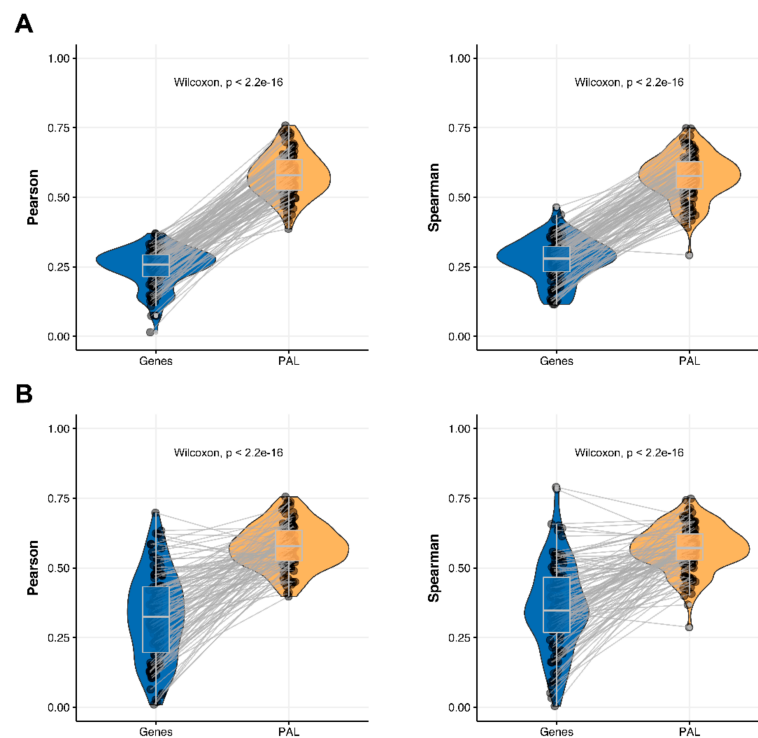 A
1.00
Wilcoxon, p < 2.2e-16
0.75
0.50
0.25
0.00
Pearson
Genes
PAL
1.00
Wilcoxon, p < 2.2e-16
0.75
0.50
0.25
0.00
Spearman
Genes
PAL
B
1.00
Wilcoxon, p < 2.2e-16
0.75
0.50
0.25
0.00
Pearson
Genes
PAL
1.00
Wilcoxon, p < 2.2e-16
0.75
0.50
0.25
0.00
Spearman
Genes
PAL